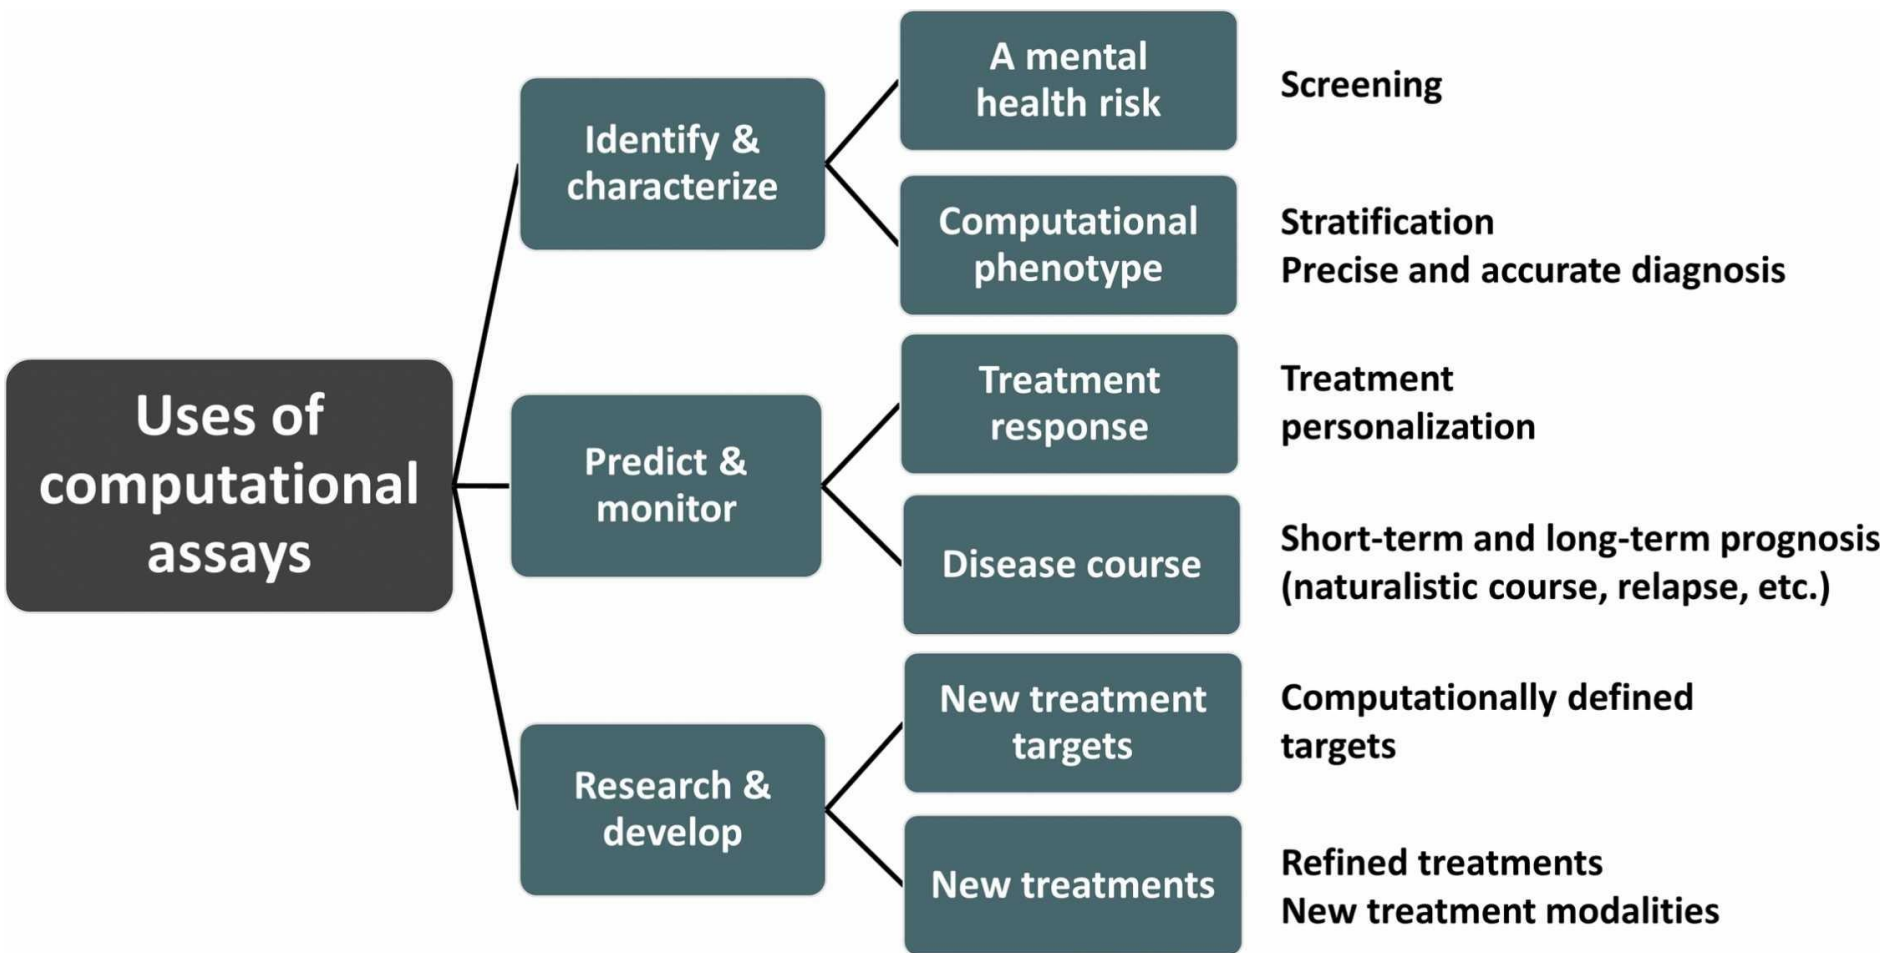 Uses of
computational
assays
Identify &
characterize
A mental
health risk
Screening
Computational
phenotype
Stratification
Precise and accurate diagnosis
Predict &
monitor
Treatment
response
Treatment
personalization
Disease course
Short-term and long-term prognosis
(naturalistic course, relapse, etc.)
Research &
develop
New treatment
targets
Computationally defined
targets
New treatments
Refined treatments
New treatment modalities